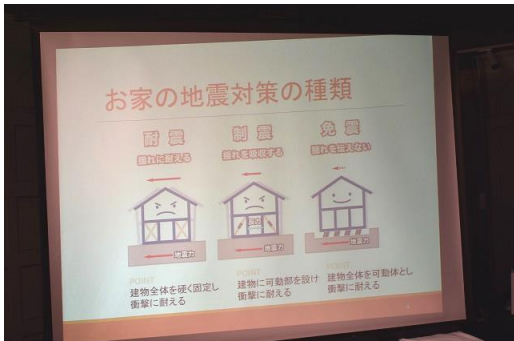 お家の地震対策の種類
耐震
制震
免震
揺れに耐える
揺れを吸収する
揺れを伝えない
地震力
地震力
地震力
POINT
建物全体を硬く固定し
衝撃に耐える
POINT
建物に可動部を設け
衝撃に耐える
POINT
建物全体を可動体とし
衝撃に耐える